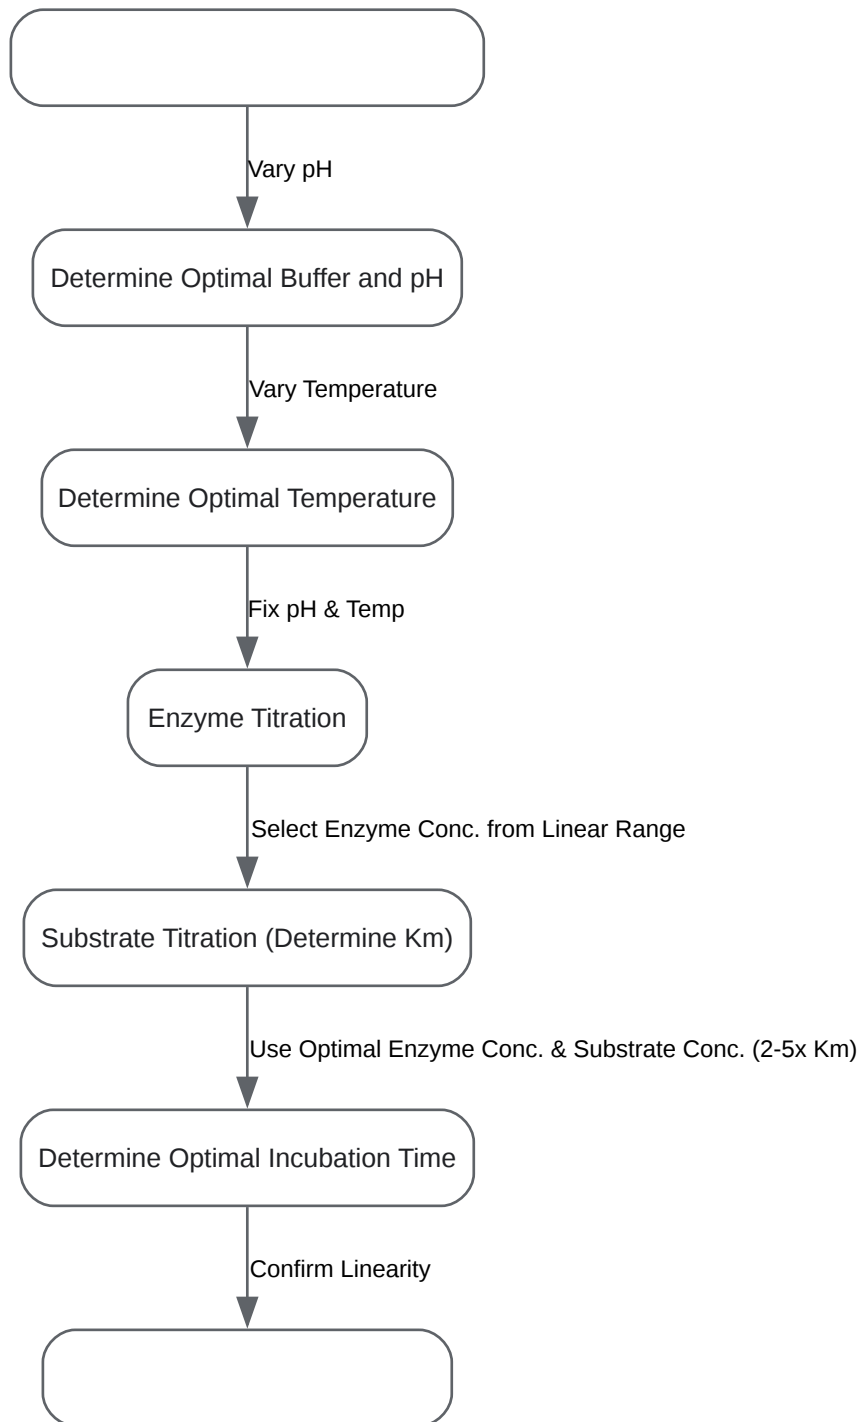 Vary pH
Determine Optimal Buffer and pH
Vary Temperature
Determine Optimal Temperature
Fix pH & Temp
Enzyme Titration
Select Enzyme Conc. from Linear Range
Substrate Titration (Determine Km)
Use Optimal Enzyme Conc. & Substrate Conc. (2-5x Km)
Determine Optimal Incubation Time
Confirm Linearity